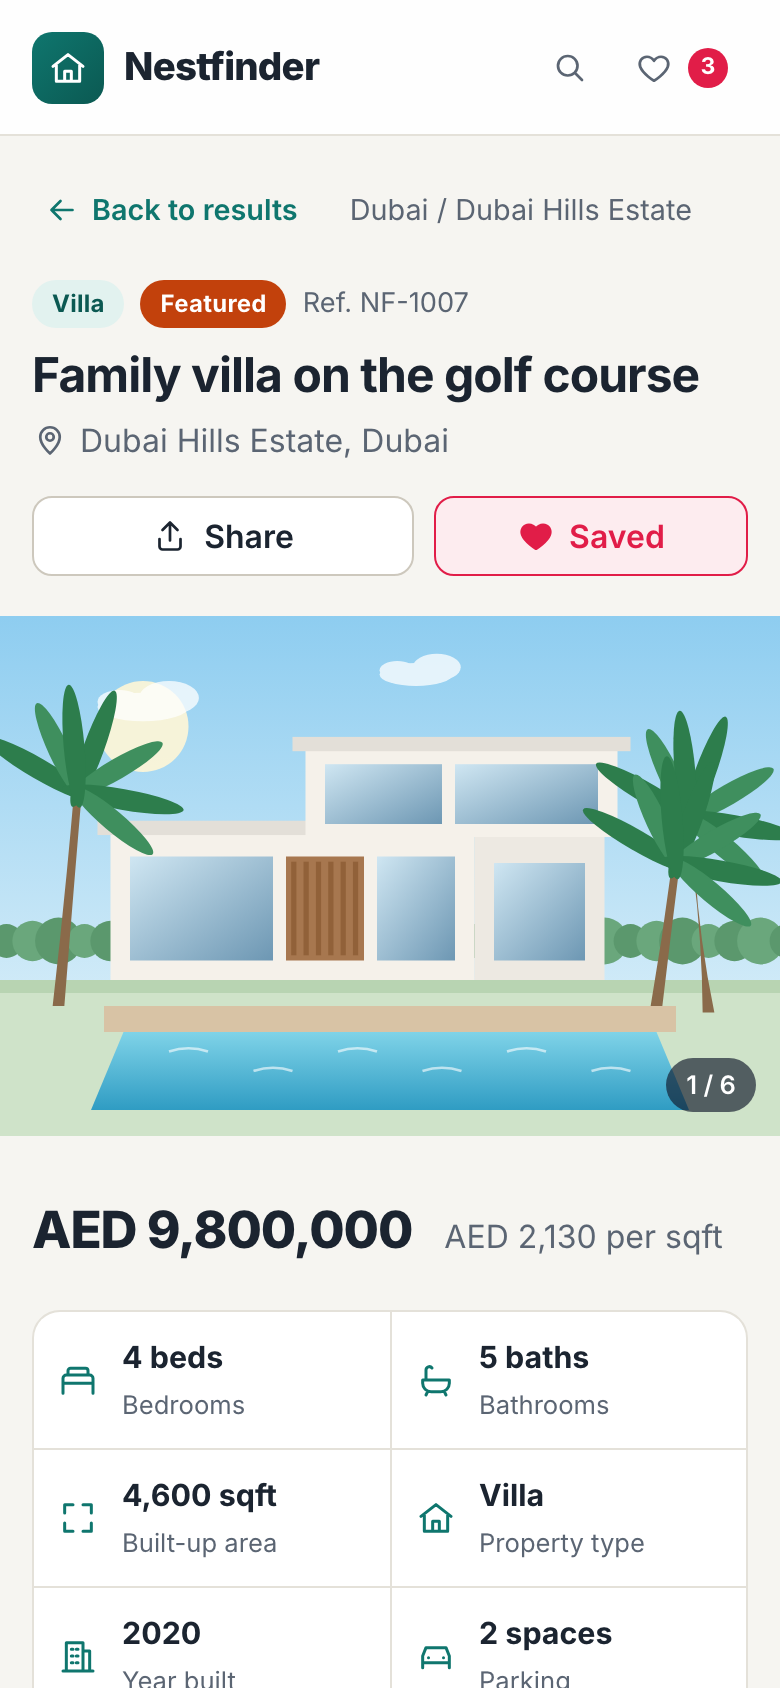 Nestfinder
3
Back to results
Dubai / Dubai Hills Estate
Villa
Featured
Ref. NF-1007
Family villa on the golf course
Dubai Hills Estate, Dubai
Share
Saved
1 / 6
AED 9,800,000
AED 2,130 per sqft
4 beds
Bedrooms
5 baths
Bathrooms
4,600 sqft
Built-up area
Villa
Property type
2020
Year built
2 spaces
Parking